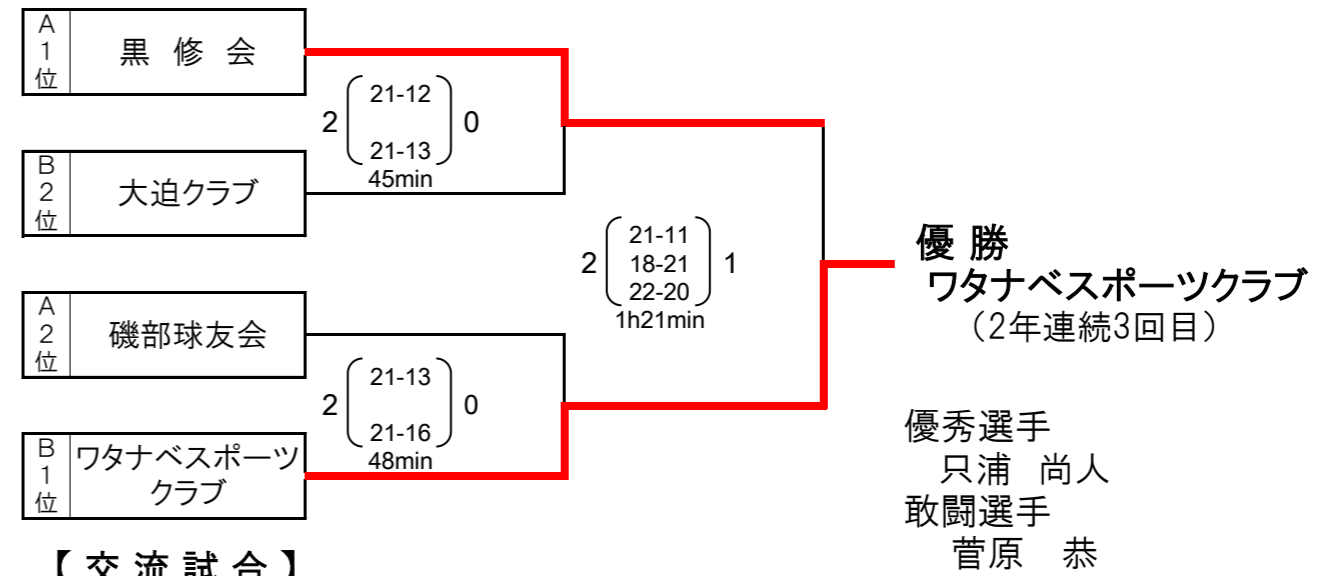 A1位 黒 修 会
2 21-12 0
21-13
45min
B2位 大迫クラブ
2 21-11 1
18-21
22-20
1h21min
A2位 磯部球友会
2 21-13 0
21-16
48min
B1位 ワタナベスポーツ
クラブ
優 勝
ワタナベスポーツクラブ
（2年連続3回目）
優秀選手
只浦 尚人
敢闘選手
菅原 恭
【 交 流 試 合 】